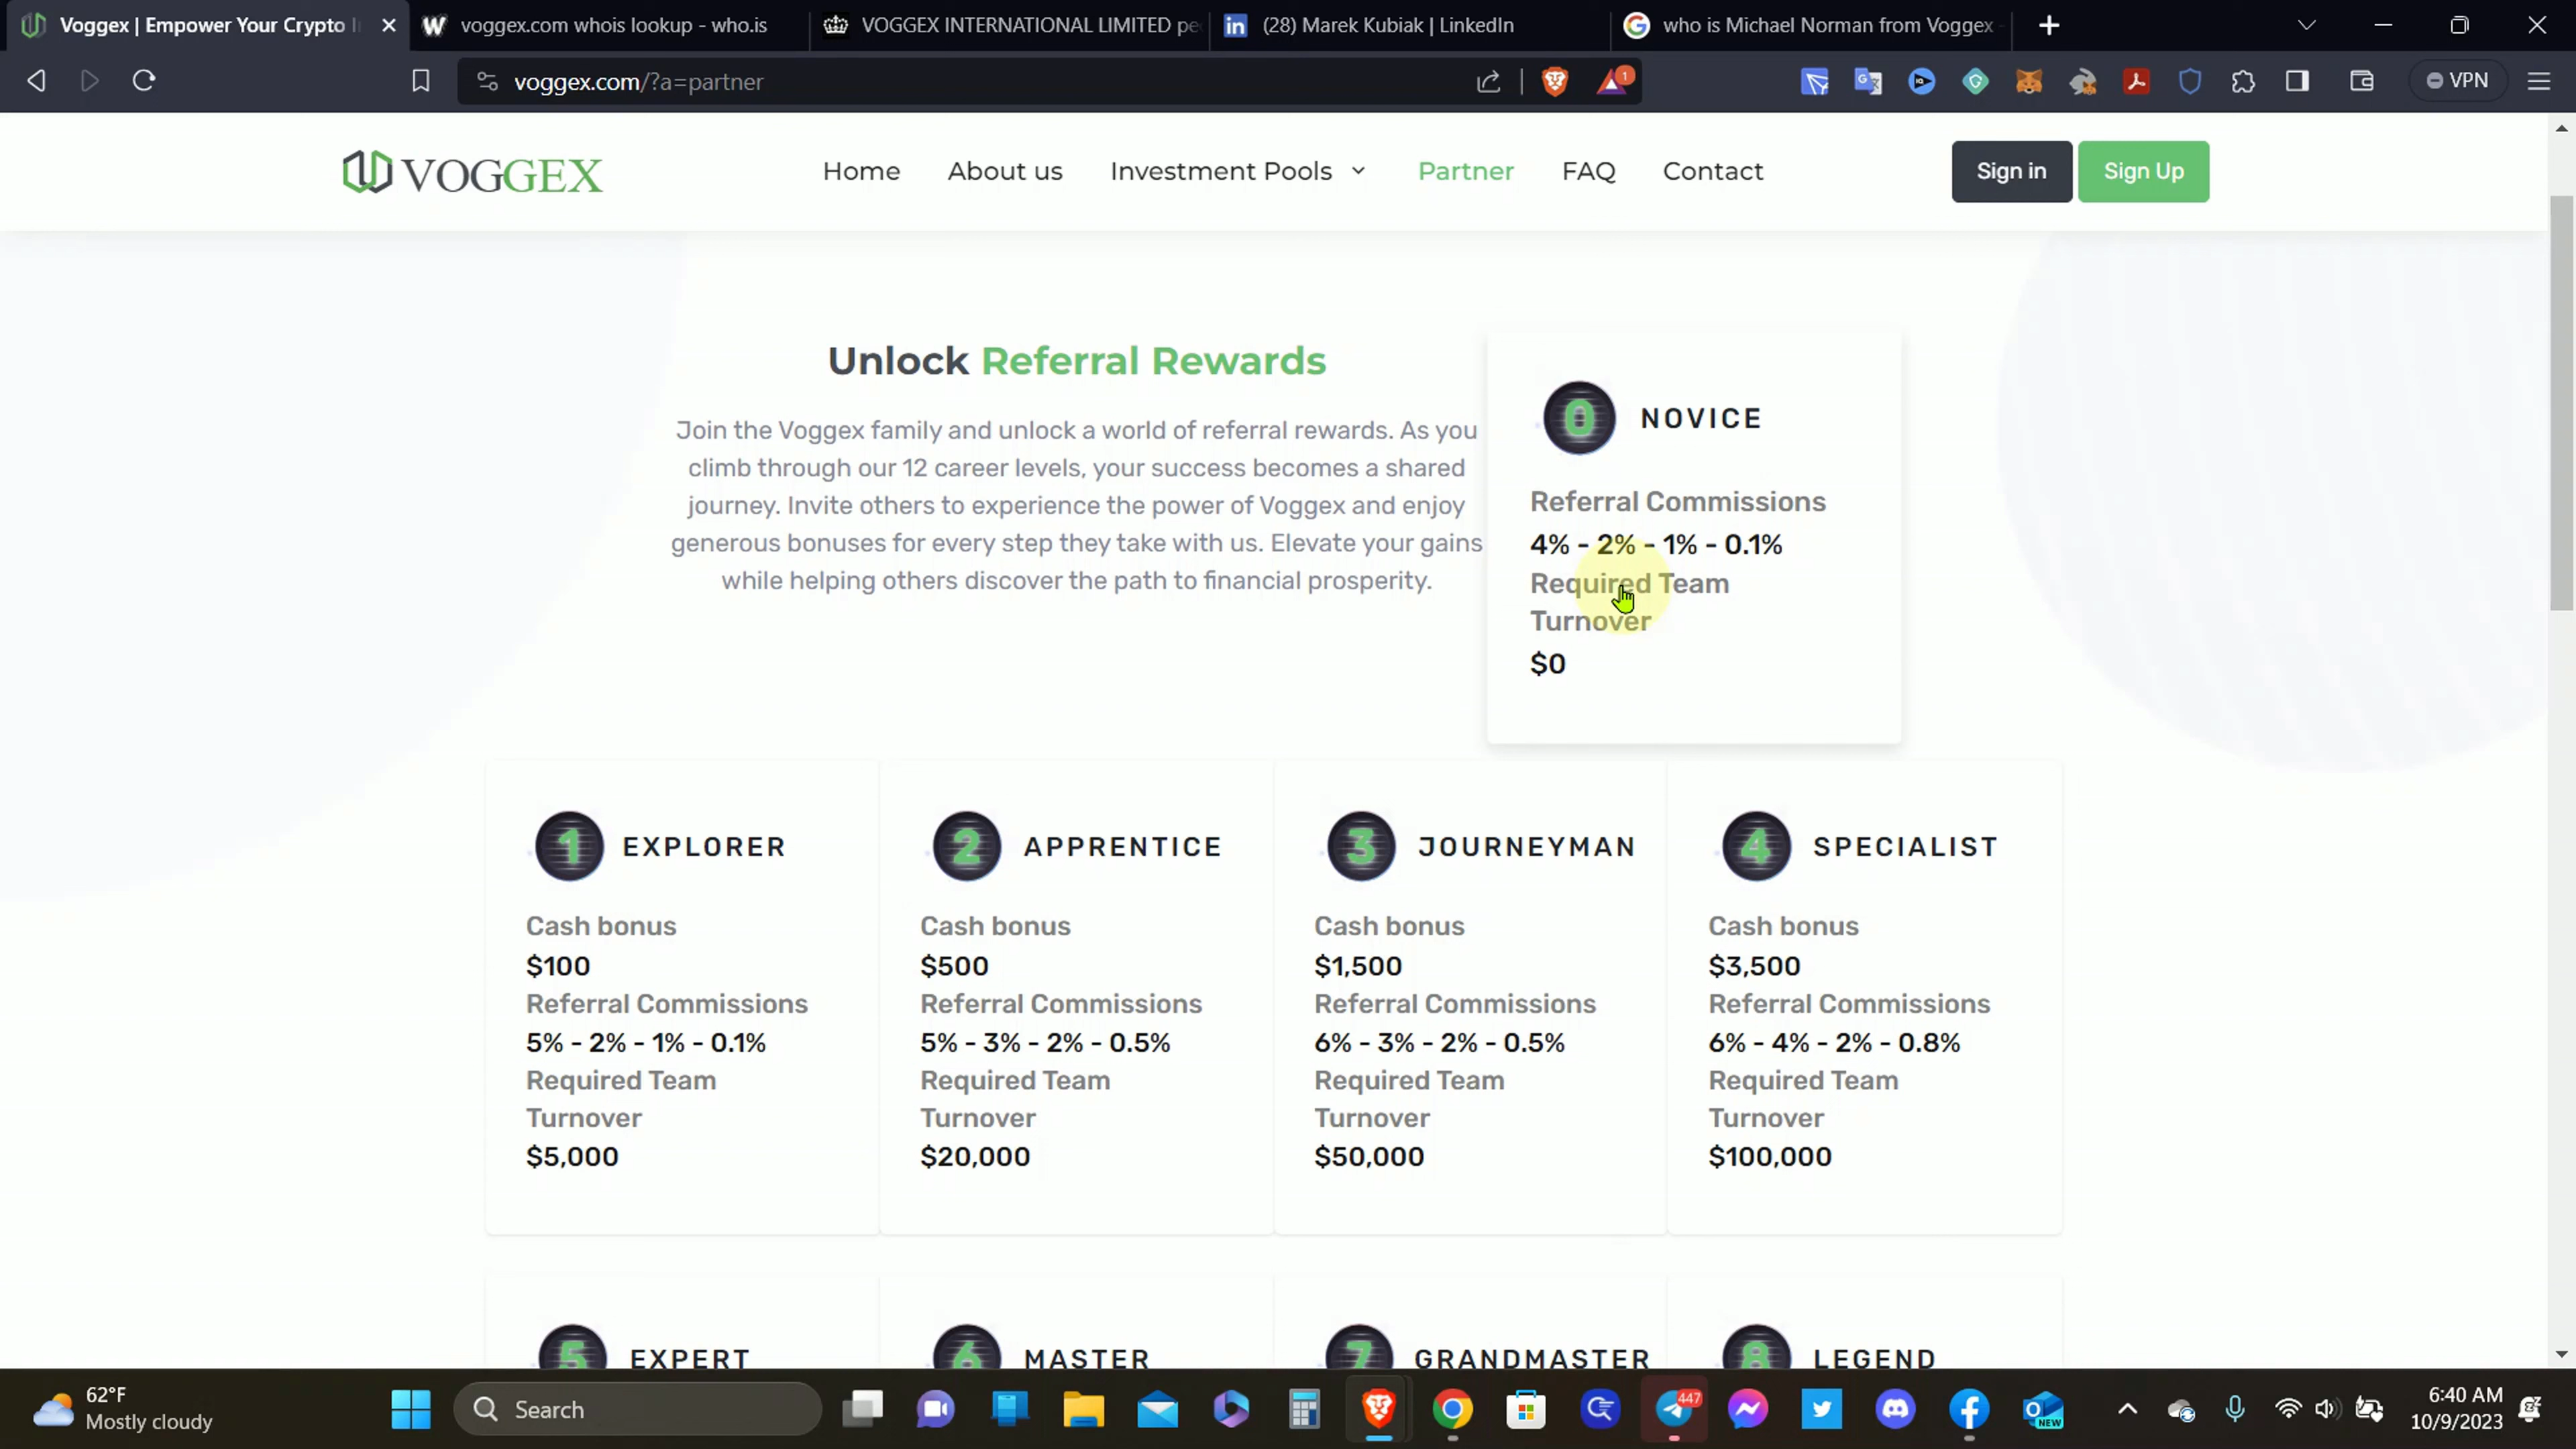 Voggex | Empower Your Crypto I
voggex.com whois lookup - who.is
VOGGEX INTERNATIONAL LIMITED pe
(28) Marek Kubiak | LinkedIn
who is Michael Norman from Voggex -
voggex.com/?a=partner
1
VPN
VOGGEX
Home
About us
Investment Pools
Partner
FAQ
Contact
Sign in
Sign Up
Unlock Referral Rewards
Join the Voggex family and unlock a world of referral rewards. As you
climb through our 12 career levels, your success becomes a shared
journey. Invite others to experience the power of Voggex and enjoy
generous bonuses for every step they take with us. Elevate your gains
while helping others discover the path to financial prosperity.
0 NOVICE
Referral Commissions
4% - 2% - 1% - 0.1%
Required Team
Turnover
$0
1 EXPLORER
Cash bonus
$100
Referral Commissions
5% - 2% - 1% - 0.1%
Required Team
Turnover
$5,000
2 APPRENTICE
Cash bonus
$500
Referral Commissions
5% - 3% - 2% - 0.5%
Required Team
Turnover
$20,000
3 JOURNEYMAN
Cash bonus
$1,500
Referral Commissions
6% - 3% - 2% - 0.5%
Required Team
Turnover
$50,000
4 SPECIALIST
Cash bonus
$3,500
Referral Commissions
6% - 4% - 2% - 0.8%
Required Team
Turnover
$100,000
5 EXPERT
6 MASTER
7 GRANDMASTER
8 LEGEND
62°F
Mostly cloudy
Search
447
NEW
6:40 AM
10/9/2023